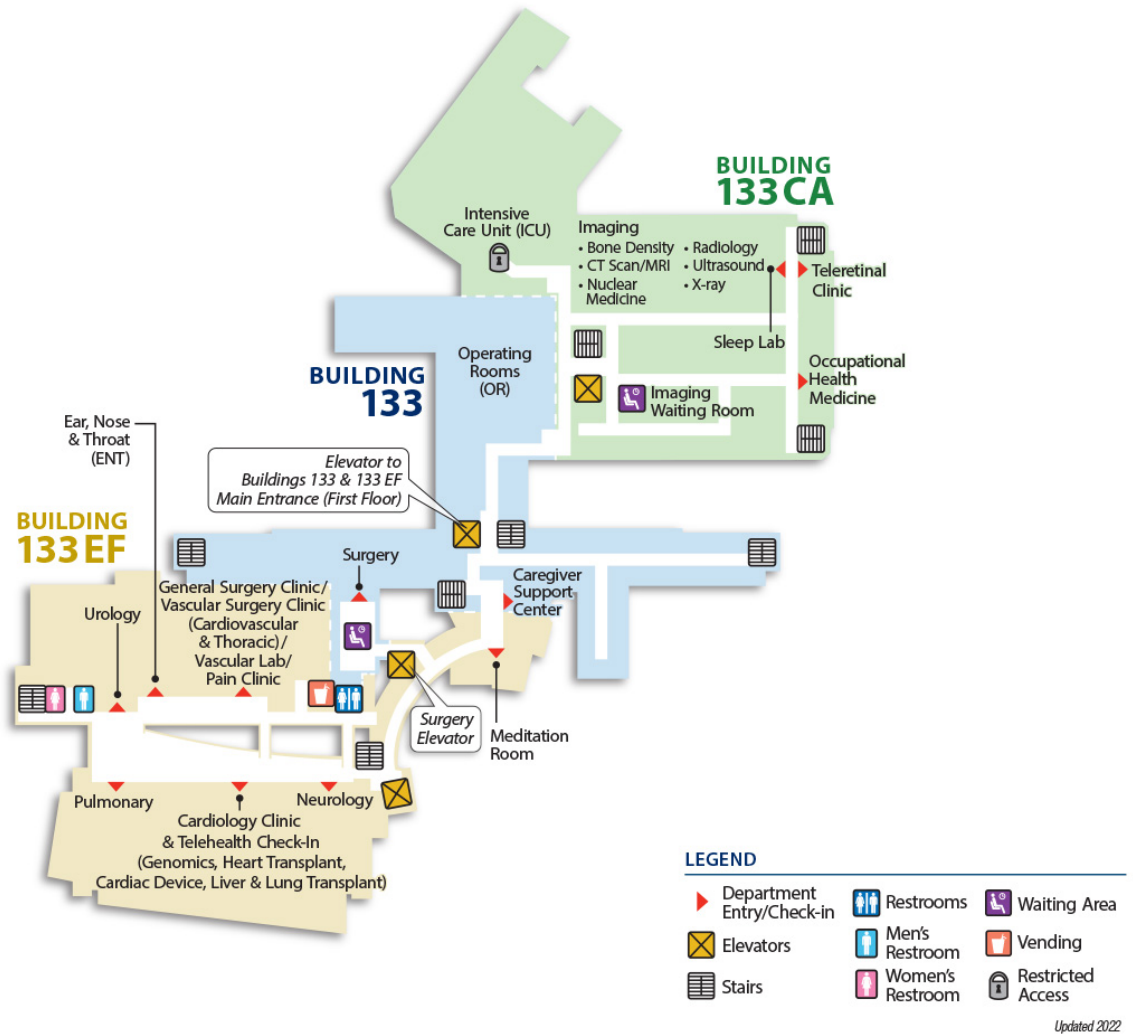 BUILDING
133 CA
Intensive
Care Unit (ICU)
Imaging
• Bone Density
• CT Scan/MRI
• Nuclear
Medicine
• Radiology
• Ultrasound
• X-ray
Teleretinal
Clinic
Sleep Lab
Occupational
Health
Medicine
Imaging
Waiting Room
BUILDING
133
Operating
Rooms
(OR)
Ear, Nose
& Throat
(ENT)
Elevator to
Buildings 133 & 133 EF
Main Entrance (First Floor)
BUILDING
133 EF
Surgery
Caregiver
Support
Center
Urology
General Surgery Clinic/
Vascular Surgery Clinic
(Cardiovascular
& Thoracic)/
Vascular Lab/
Pain Clinic
Surgery
Elevator
Meditation
Room
Pulmonary
Neurology
Cardiology Clinic
& Telehealth Check-In
(Genomics, Heart Transplant,
Cardiac Device, Liver & Lung Transplant)
LEGEND
Department
Entry/Check-in
Elevators
Stairs
Restrooms
Men's
Restroom
Women's
Restroom
Waiting Area
Vending
Restricted
Access
Updated 2022